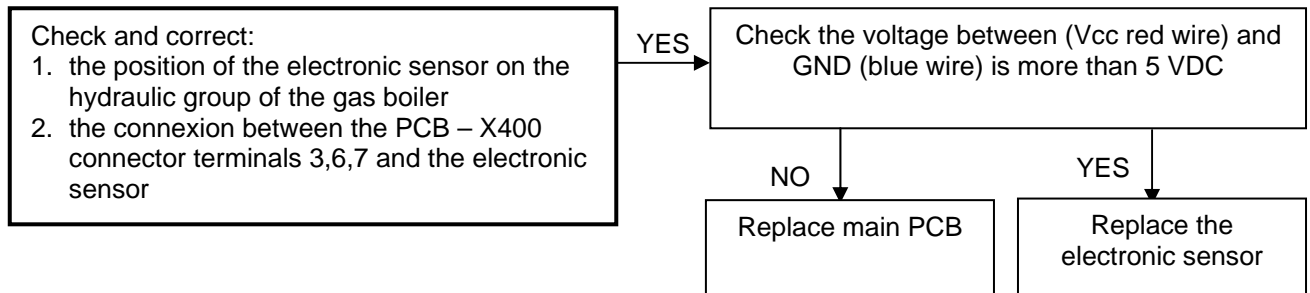 Check and correct:
1. the position of the electronic sensor on the
hydraulic group of the gas boiler
2. the connexion between the PCB – X400
connector terminals 3,6,7 and the electronic
sensor
YES
Check the voltage between (Vcc red wire) and
GND (blue wire) is more than 5 VDC
NO
YES
Replace main PCB
Replace the
electronic sensor